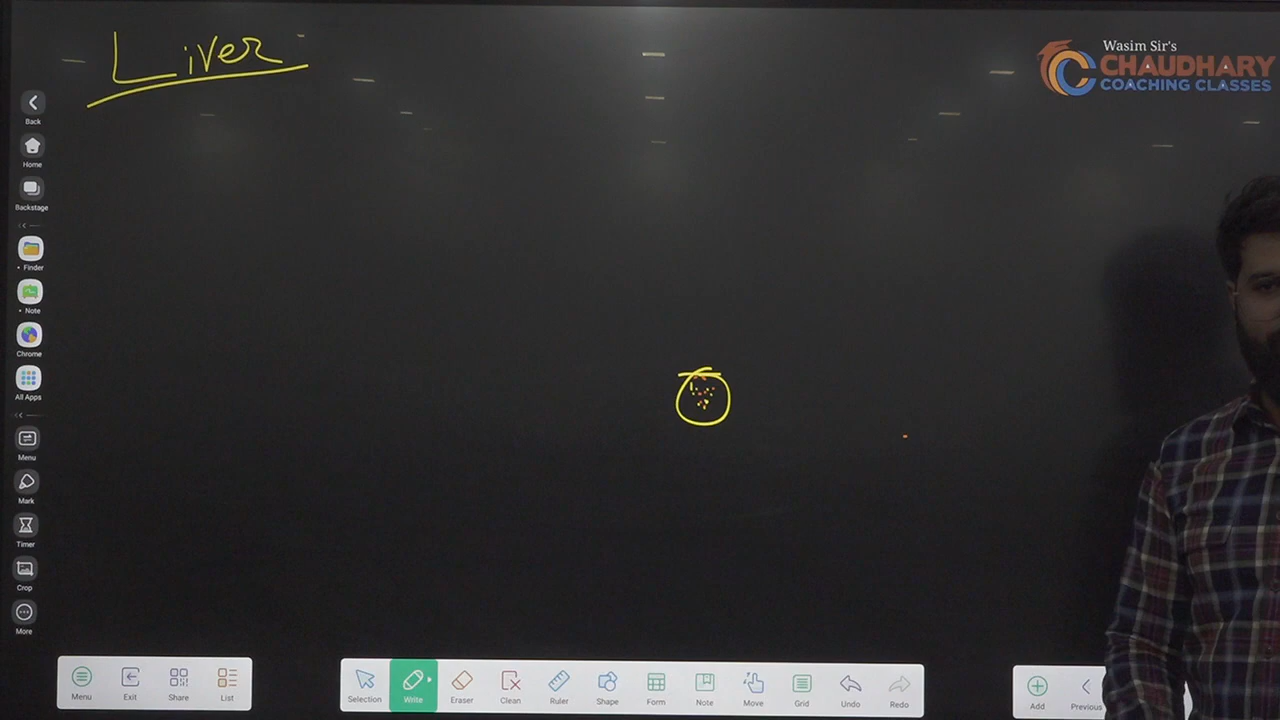 Liver
Wasim Sir's
CHAUDHARY
COACHING CLASSES
Back
Home
Backstage
Finder
Note
Chrome
All Apps
Menu
Mark
Timer
Crop
More
Menu
Exit
Share
List
Selection
Write
Eraser
Clean
Ruler
Shape
Form
Note
Move
Grid
Undo
Redo
Add
Previous